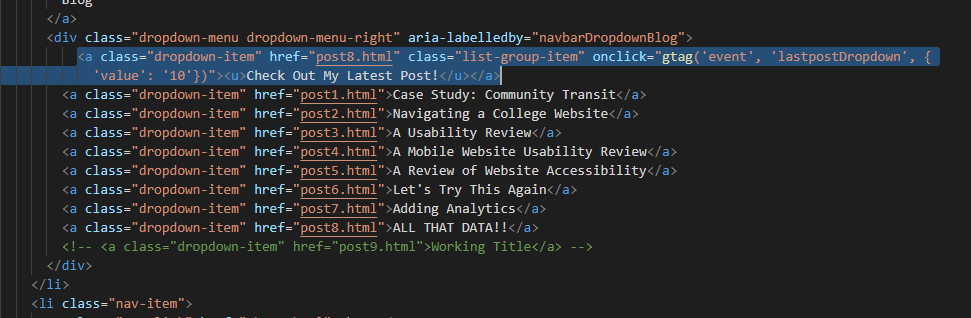 Blog
</a>
<div class="dropdown-menu dropdown-menu-right" aria-labelledby="navbarDropdownBlog">
<a class="dropdown-item" href="post8.html" class="list-group-item" onclick="gtag('event', 'lastpostDropdown', {
'value': '10'})"><u>Check Out My Latest Post!</u></a>
<a class="dropdown-item" href="post1.html">Case Study: Community Transit</a>
<a class="dropdown-item" href="post2.html">Navigating a College Website</a>
<a class="dropdown-item" href="post3.html">A Usability Review</a>
<a class="dropdown-item" href="post4.html">A Mobile Website Usability Review</a>
<a class="dropdown-item" href="post5.html">A Review of Website Accessibility</a>
<a class="dropdown-item" href="post6.html">Let's Try This Again</a>
<a class="dropdown-item" href="post7.html">Adding Analytics</a>
<a class="dropdown-item" href="post8.html">ALL THAT DATA!!</a>
<!-- <a class="dropdown-item" href="post9.html">Working Title</a> -->
</div>
</li>
<li class="nav-item">